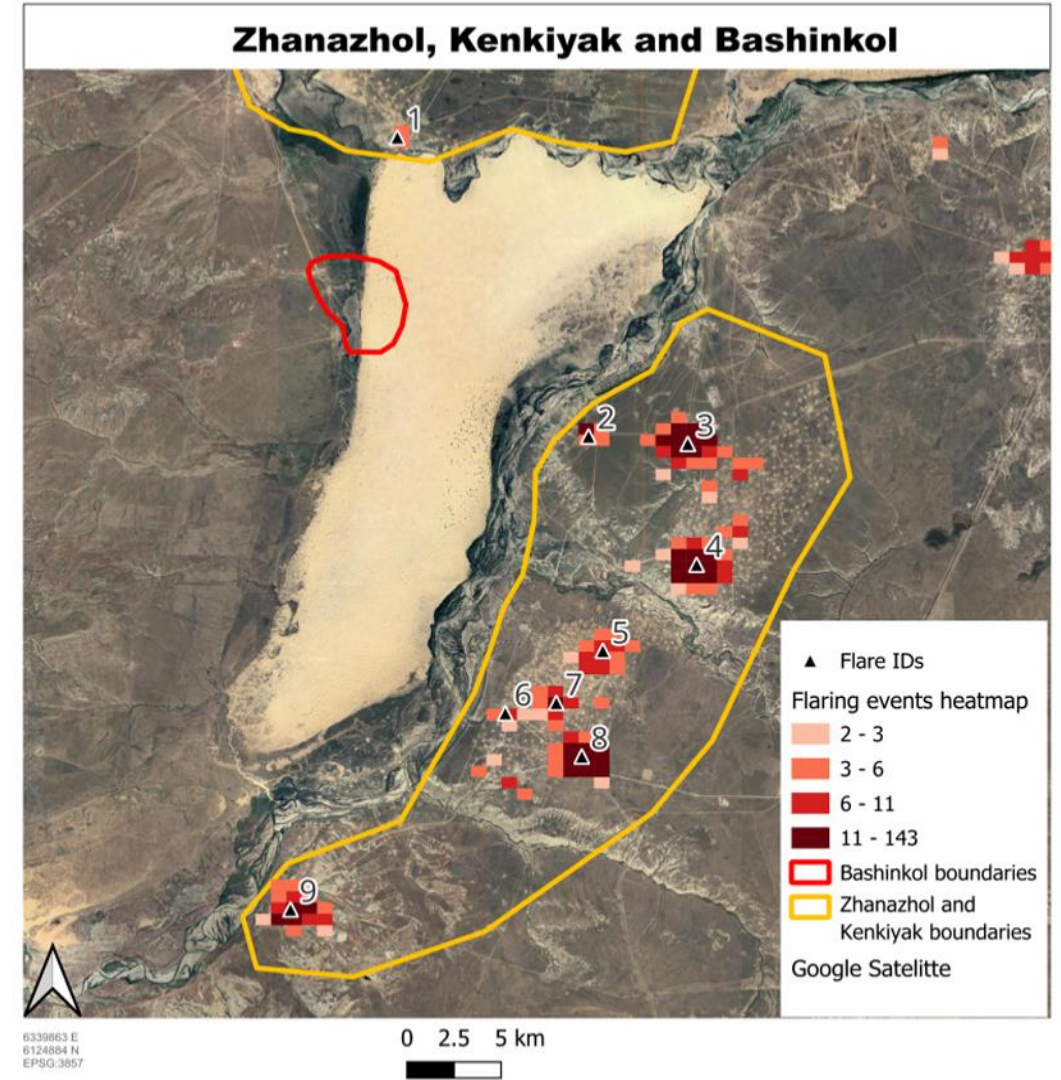 Zhanazhol, Kenkiyak and Bashinkol
1
2
3
4
5
6
7
8
9
Flare IDs
Flaring events heatmap
2 - 3
3 - 6
6 - 11
11 - 143
Bashinkol boundaries
Zhanazhol and
Kenkiyak boundaries
Google Satelitte
6339863 E
6124884 N
EPSG:3857
0 2.5 5 km